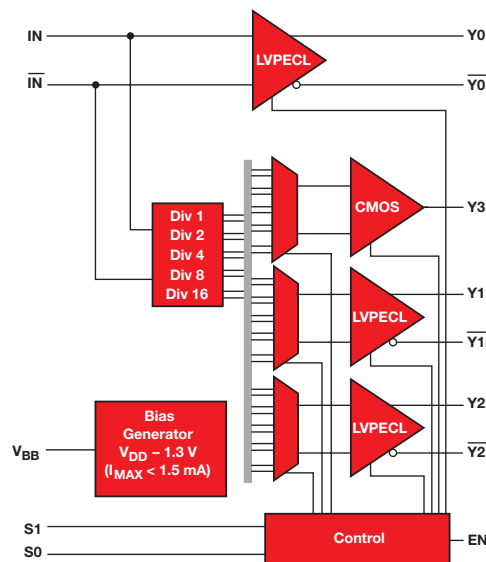 IN
Y0
LVPECL
IN
Y0
Div 1
Div 2
Div 4
Div 8
Div 16
CMOS
Y3
Y1
LVPECL
Y1
Y2
LVPECL
Y2
Bias
Generator
VDD – 1.3 V
(IMAX < 1.5 mA)
VBB
S1
S0
Control
EN